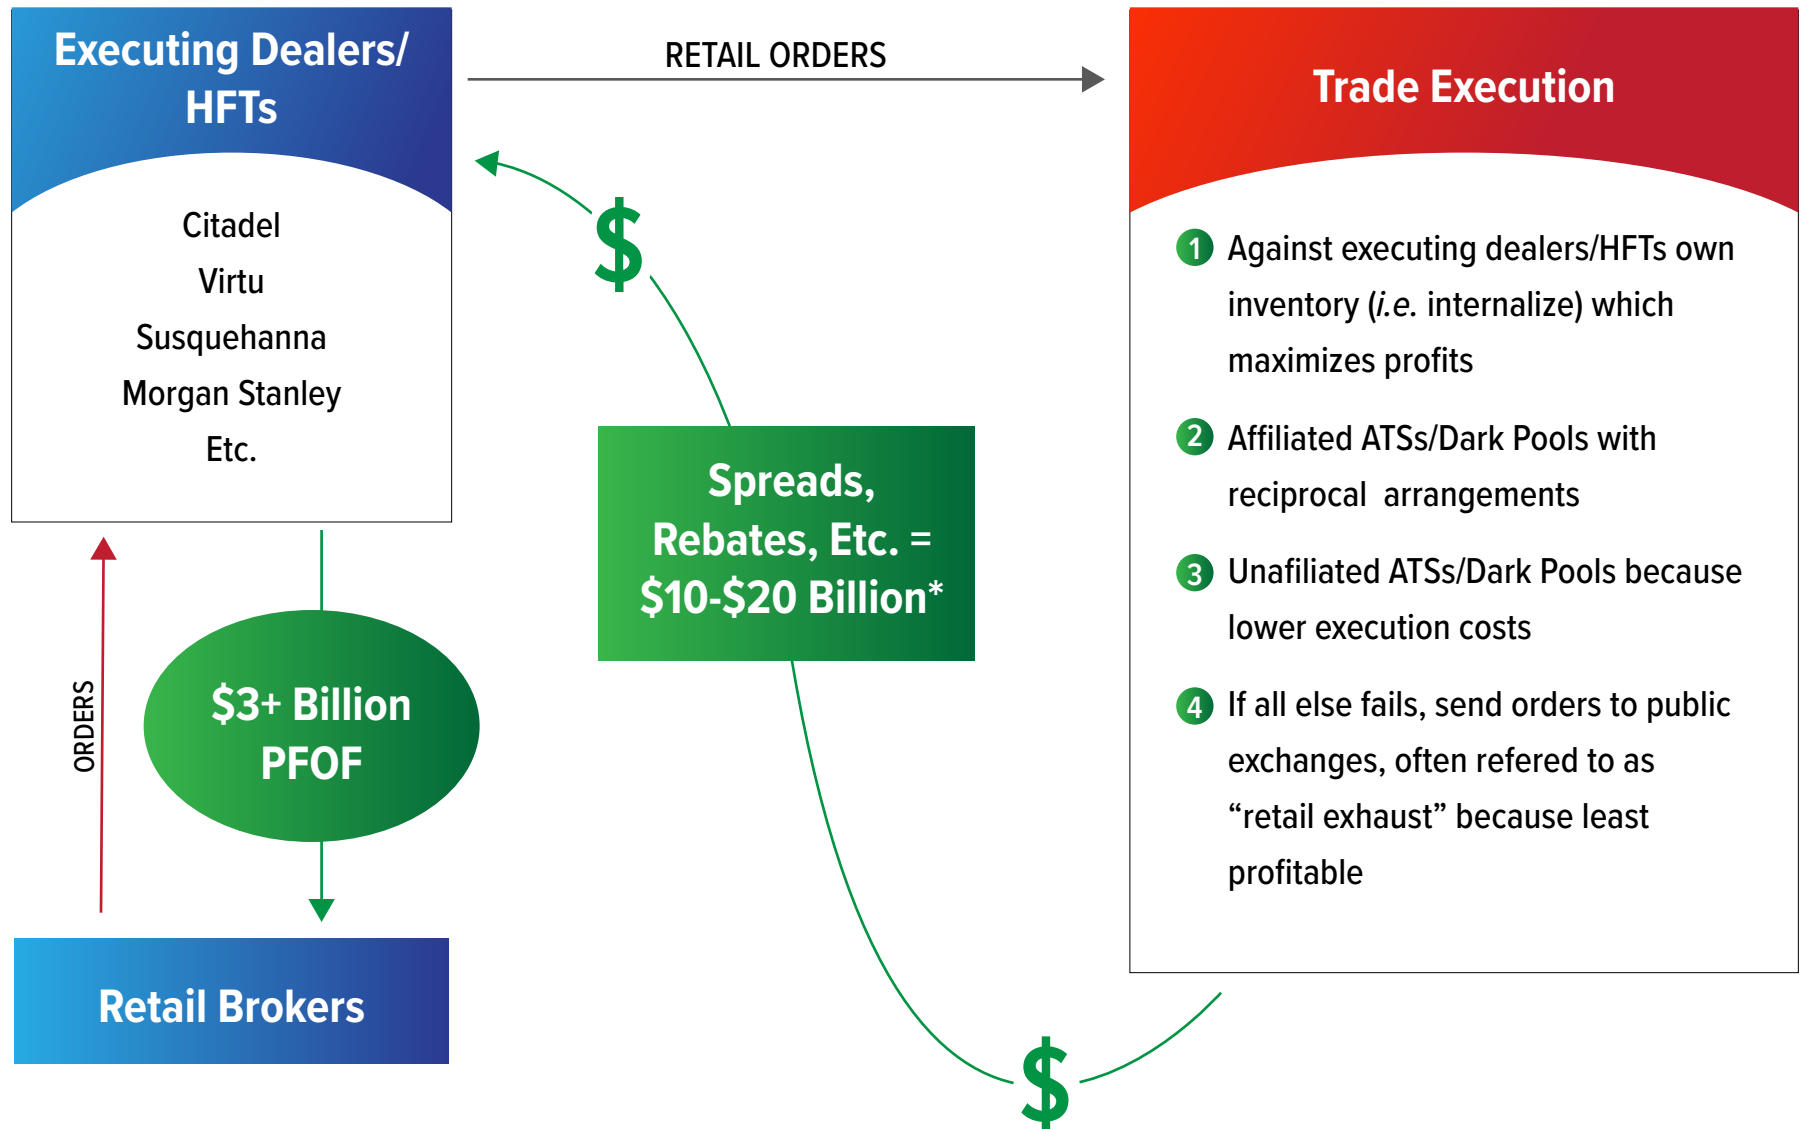 Executing Dealers/
HFTs
Citadel
Virtu
Susquehanna
Morgan Stanley
Etc.
RETAIL ORDERS
Trade Execution
1 Against executing dealers/HFTs own
inventory (i.e. internalize) which
maximizes profits
2 Affiliated ATSs/Dark Pools with
reciprocal arrangements
3 Unafiliated ATSs/Dark Pools because
lower execution costs
4 If all else fails, send orders to public
exchanges, often refered to as
“retail exhaust” because least
profitable
$
Spreads,
Rebates, Etc. =
$10-$20 Billion*
ORDERS
$3+ Billion
PFOF
Retail Brokers
$